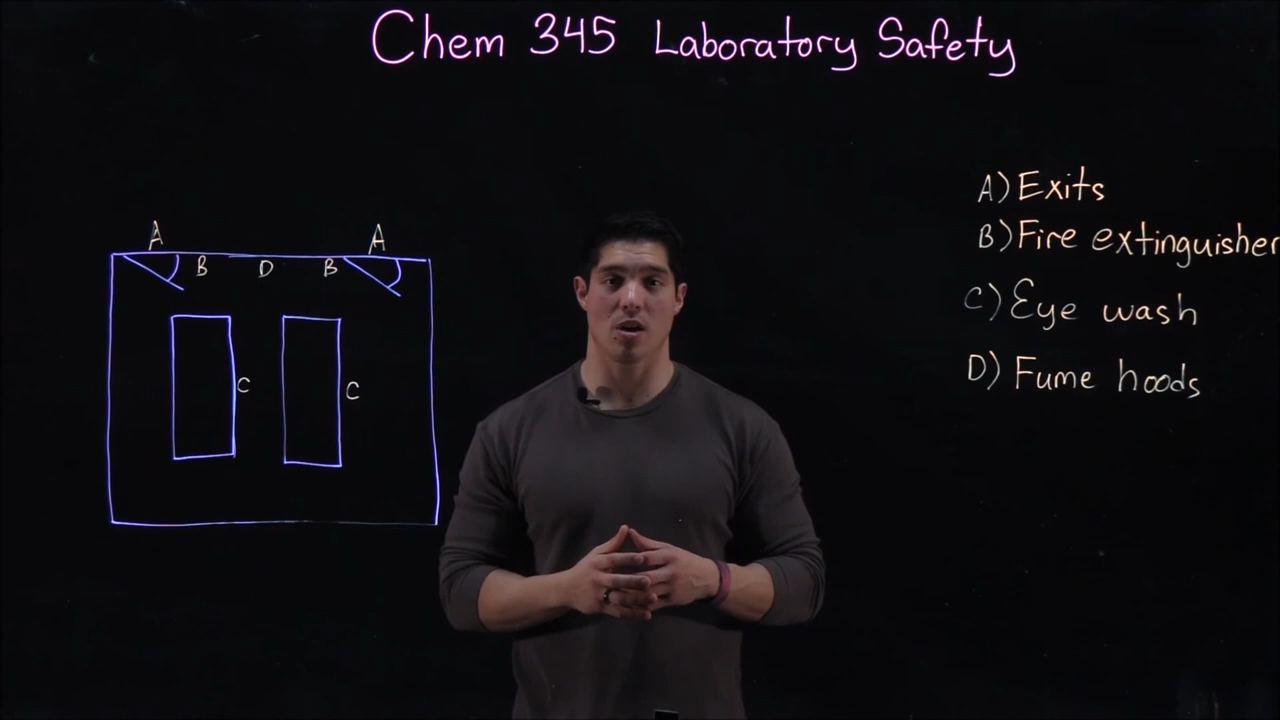 Chem 345 Laboratory Safety
A A
B D B
C C
A) Exits
B) Fire extinguisher
C) Eye wash
D) Fume hoods